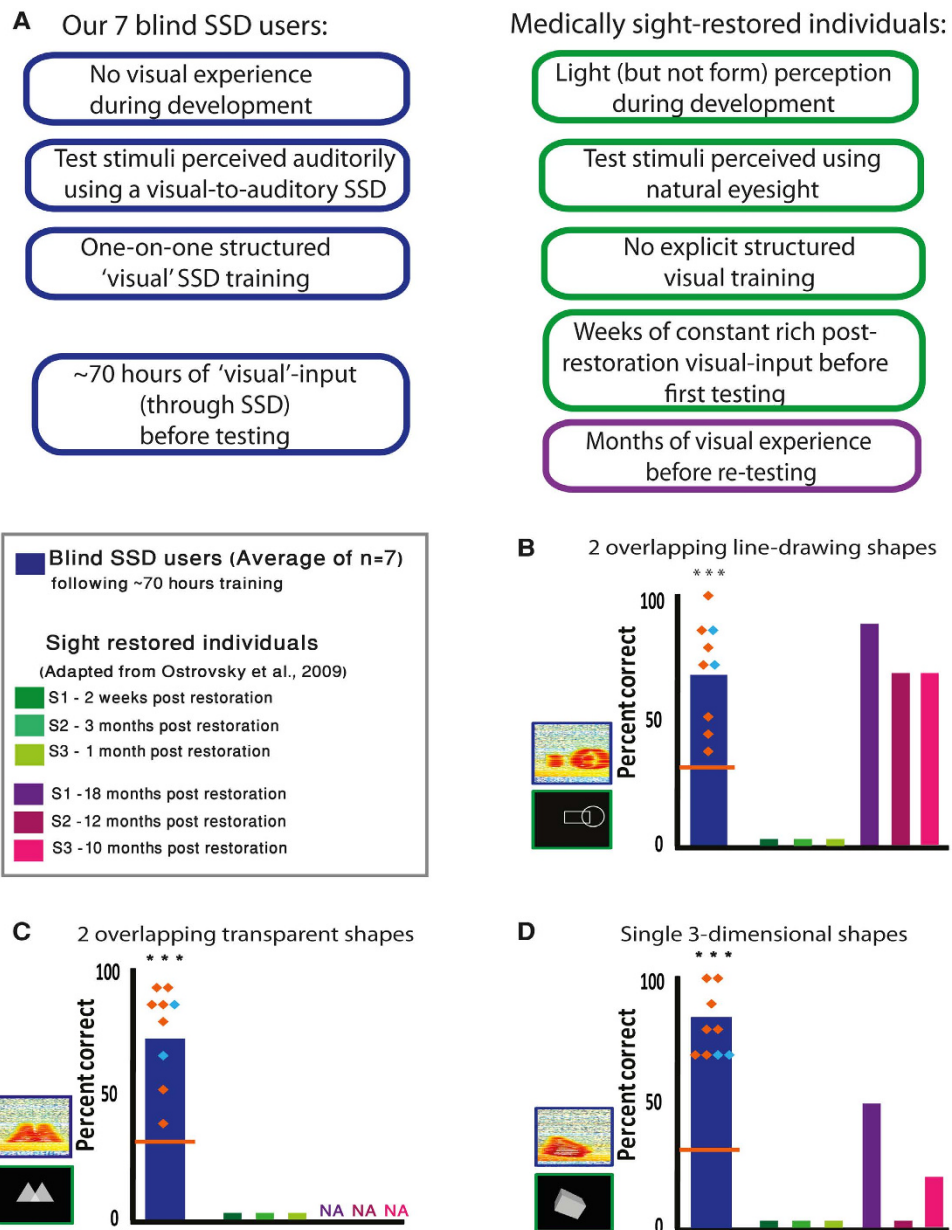 A
Our 7 blind SSD users:
No visual experience
during development
Test stimuli perceived auditorily
using a visual-to-auditory SSD
One-on-one structured
‘visual’ SSD training
~70 hours of ‘visual’-input
(through SSD)
before testing
Medically sight-restored individuals:
Light (but not form) perception
during development
Test stimuli perceived using
natural eyesight
No explicit structured
visual training
Weeks of constant rich post-
restoration visual-input before
first testing
Months of visual experience
before re-testing
Blind SSD users (Average of n=7)
following ~70 hours training
Sight restored individuals
(Adapted from Ostrovsky et al., 2009)
S1 - 2 weeks post restoration
S2 - 3 months post restoration
S3 - 1 month post restoration
S1 -18 months post restoration
S2 -12 months post restoration
S3 -10 months post restoration
B
2 overlapping line-drawing shapes
* * *
Percent correct
100
50
0
C
2 overlapping transparent shapes
* * *
Percent correct
100
50
0
NA NA NA
D
Single 3-dimensional shapes
* * *
Percent correct
100
50
0